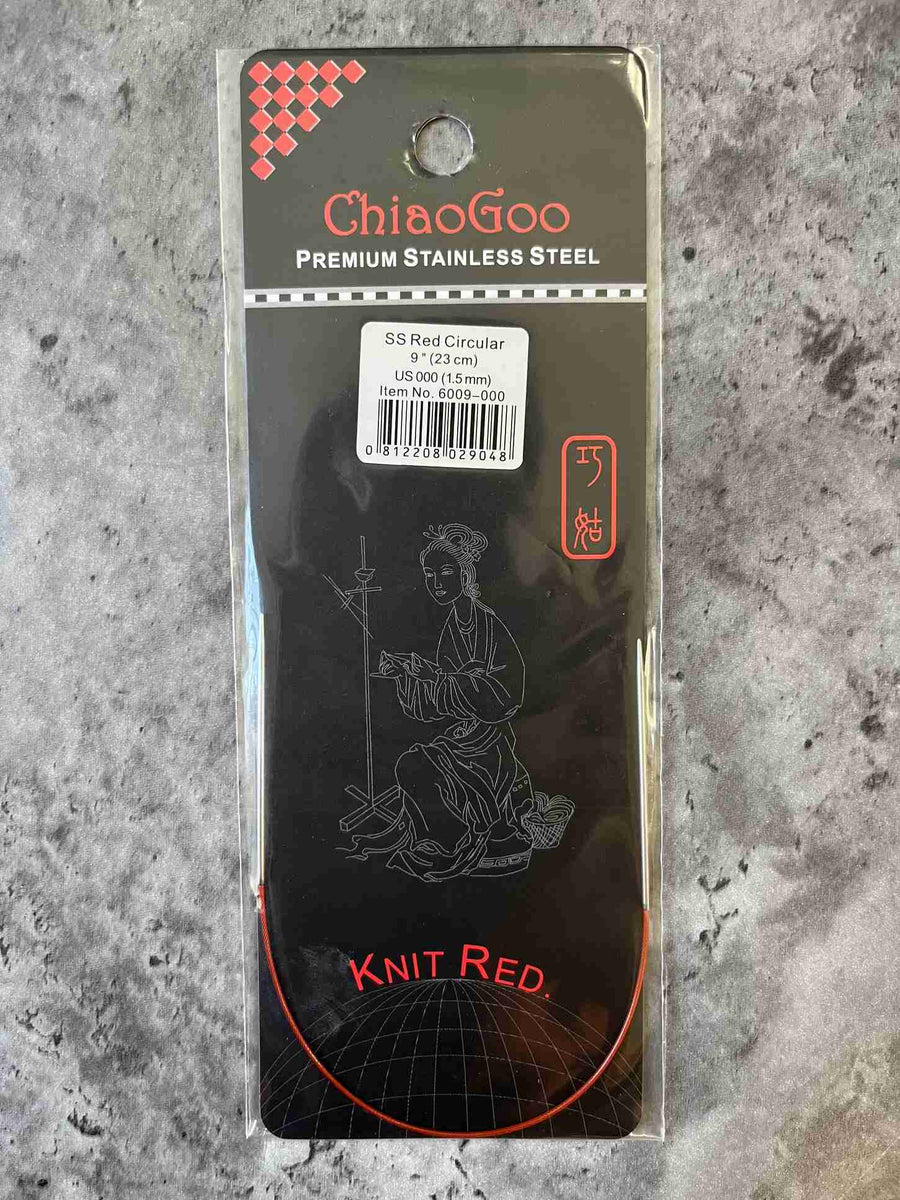 ChiaoGoo
PREMIUM STAINLESS STEEL
SS Red Circular
9" (23 cm)
US 000 (1.5 mm)
Item No. 6009-000
0 812208 029048
巧
姑
KNIT RED.